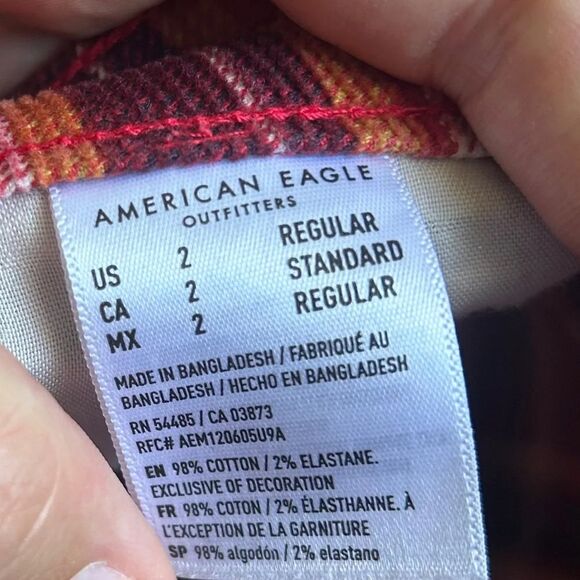 AMERICAN EAGLE
OUTFITTERS
US 2 REGULAR
CA 2 STANDARD
MX 2 REGULAR
MADE IN BANGLADESH / FABRIQUÉ AU
BANGLADESH / HECHO EN BANGLADESH
RN 54485 / CA 03873
RFC# AEM120605U9A
EN 98% COTTON / 2% ELASTANE.
EXCLUSIVE OF DECORATION
FR 98% COTON / 2% ÉLASTHANNE. À
L'EXCEPTION DE LA GARNITURE
SP 98% algodón / 2% elastano